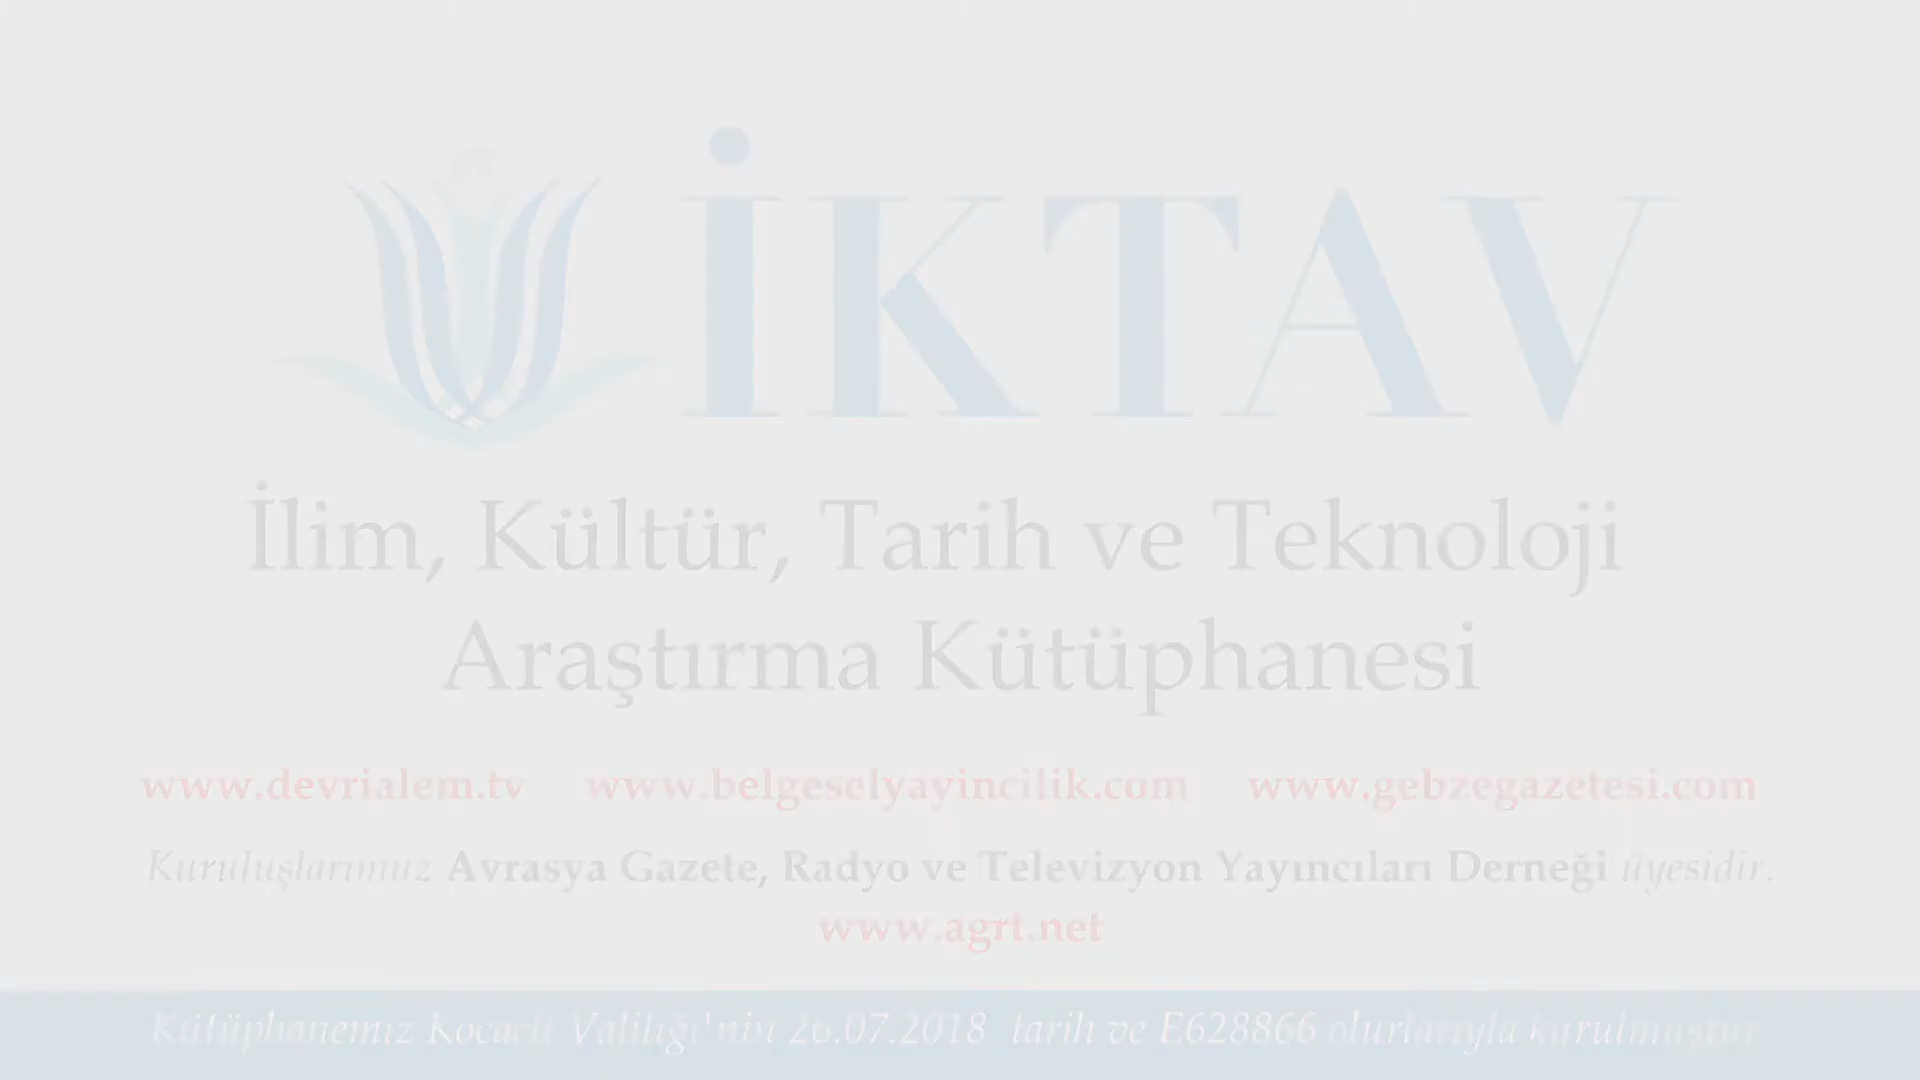 İKTAV
İlim, Kültür, Tarih ve Teknoloji
Araştırma Kütüphanesi
www.devrialem.tv www.belgeselyayincilik.com www.gebzegazetesi.com
Kuruluşlarımız Avrasya Gazete, Radyo ve Televizyon Yayıncıları Derneği üyesidir.
www.agrt.net
Kütüphanemiz Kocaeli Valiliği'nin 26.07.2018 tarih ve E628866 olurlarıyla kurulmuştur